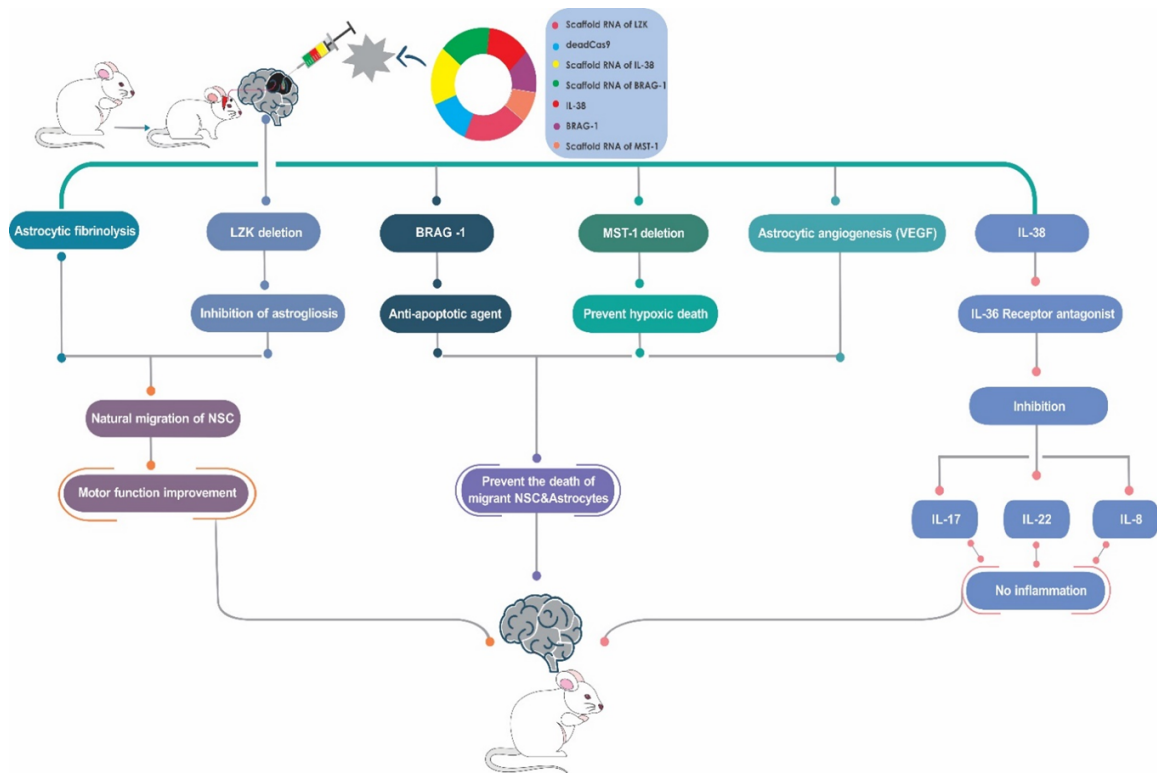 Scaffold RNA of LZK
deadCas9
Scaffold RNA of IL-38
Scaffold RNA of BRAG-1
IL-38
BRAG-1
Scaffold RNA of MST-1
Astrocytic fibrinolysis
LZK deletion
BRAG -1
MST-1 deletion
Astrocytic angiogenesis (VEGF)
IL-38
Inhibition of astrogliosis
Anti-apoptotic agent
Prevent hypoxic death
IL-36 Receptor antagonist
Natural migration of NSC
Inhibition
Motor function improvement
Prevent the death of
migrant NSC&Astrocytes
IL-17
IL-22
IL-8
No inflammation